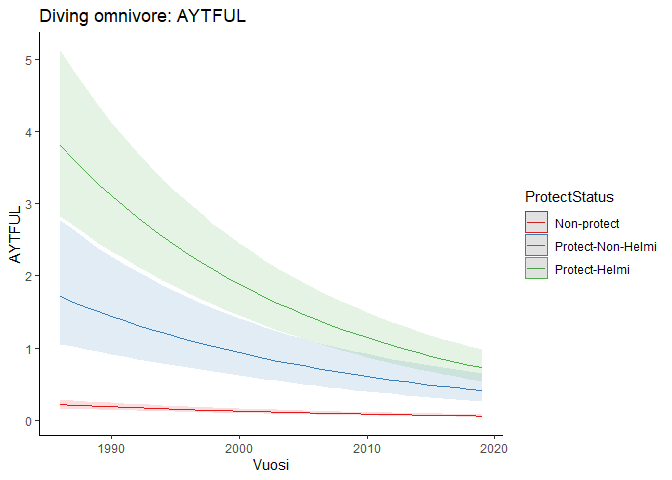 Diving omnivore: AYTFUL
5
4
3
2
1
0
AYTFUL
1990
2000
2010
2020
Vuosi
ProtectStatus
Non-protect
Protect-Non-Helmi
Protect-Helmi